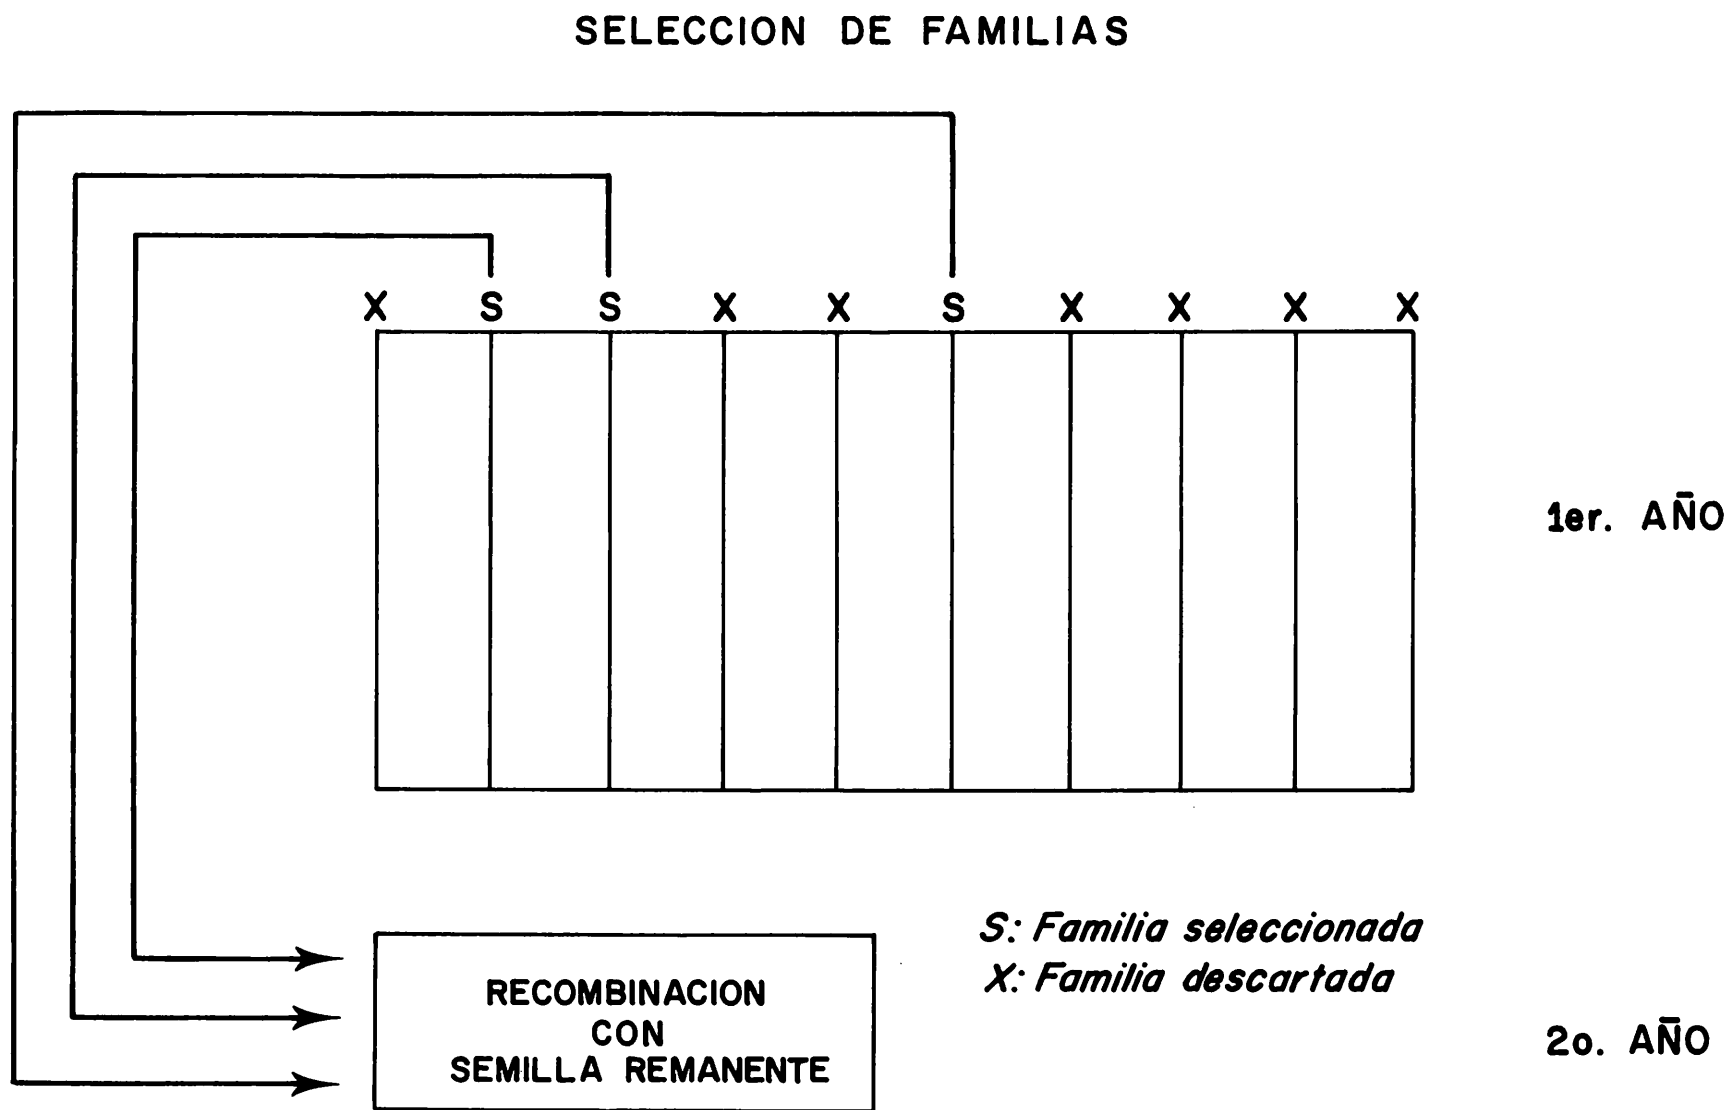 SELECCION DE FAMILIAS
X S S X X S X X X X
1er. AÑO
S: Familia seleccionada
X: Familia descartada
RECOMBINACION
CON
SEMILLA REMANENTE
2o. AÑO